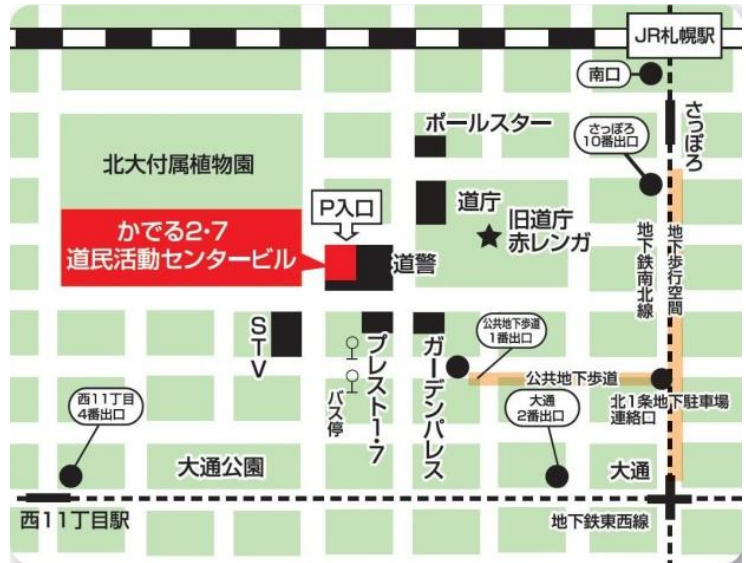 JR札幌駅
南口
さっぽろ
ポールスター
さっぽろ
10番出口
北大付属植物園
P入口
道庁
旧道庁
赤レンガ
かでる2・7
道民活動センタービル
道警
地下鉄南北線
地下歩行空間
STV
プレスト1・7
ガーデンパレス
公共地下歩道
1番出口
公共地下歩道
バス停
西11丁目
4番出口
大通
2番出口
北1条地下駐車場
連絡口
大通公園
大通
西11丁目駅
地下鉄東西線